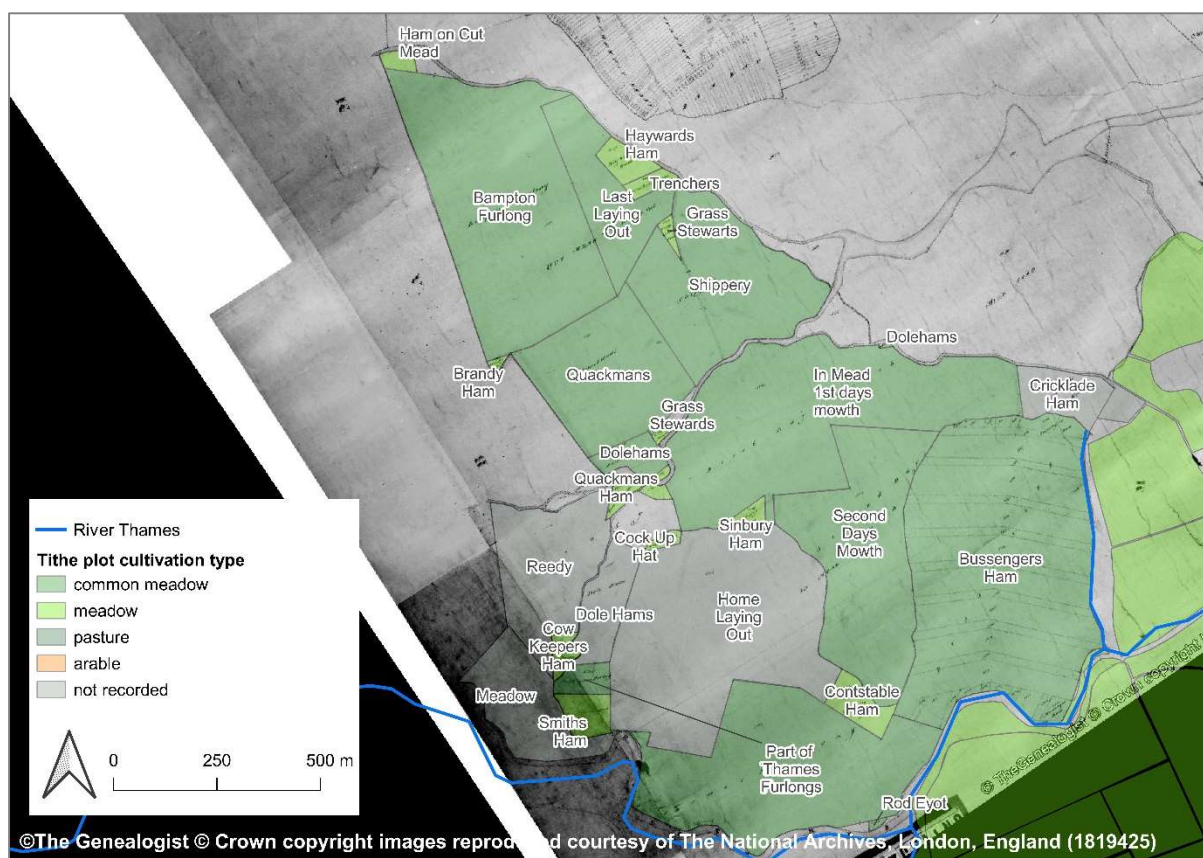 Ham on Cut
Mead
Haywards
Ham
Trenchers
Bampton
Furlong
Last
Laying
Out
Grass
Stewarts
Shippery
Dolehams
Brandy
Ham
Quackmans
In Mead
1st days
mowth
Cricklade
Ham
Grass
Stewards
Dolehams
Quackmans
Ham
Cock Up
Hat
Sinbury
Ham
Second
Days
Mowth
Bussengers
Ham
Reedy
Dole Hams
Home
Laying
Out
Cow
Keepers
Ham
Meadow
Smiths
Ham
Contstable
Ham
Part of
Thames
Furlongs
Rod Eyot
River Thames
Tithe plot cultivation type
common meadow
meadow
pasture
arable
not recorded
0 250 500 m
© TheGenealogist © Crown copyright
©The Genealogist © Crown copyright images reproduced courtesy of The National Archives, London, England (1819425)